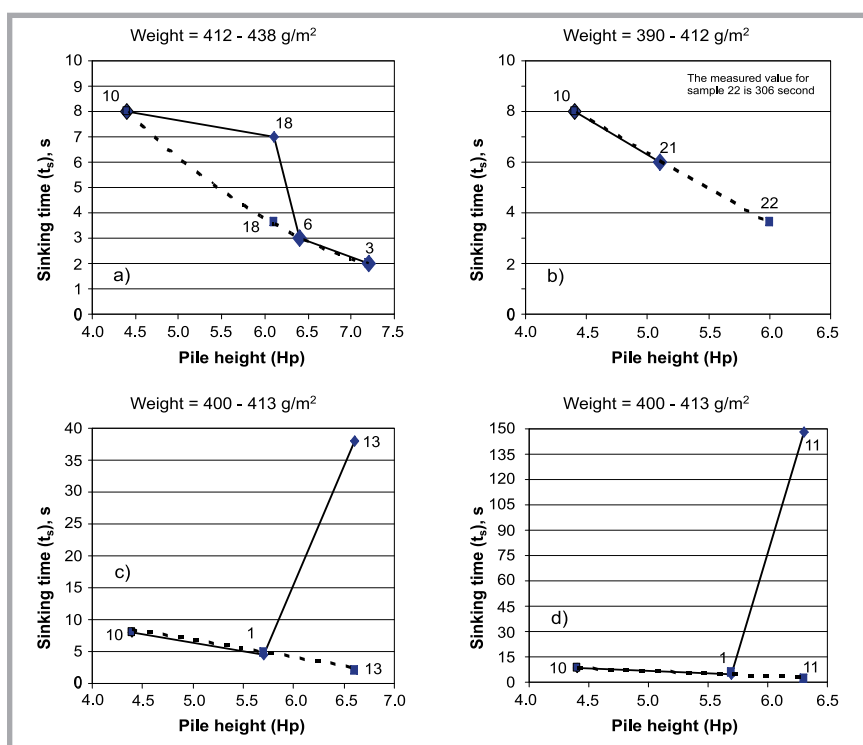 Weight = 412 - 438 g/m²
Sinking time (tₛ), s
10
9
8
7
6
5
4
3
2
1
0
10
18
18
6
3
a)
4.0 4.5 5.0 5.5 6.0 6.5 7.0 7.5
Pile height (Hp)
Weight = 390 - 412 g/m²
The measured value for
sample 22 is 306 second
Sinking time (tₛ), s
10
9
8
7
6
5
4
3
2
1
0
10
21
22
b)
4.0 4.5 5.0 5.5 6.0 6.5
Pile height (Hp)
Weight = 400 - 413 g/m²
Sinking time (tₛ), s
40
35
30
25
20
15
10
5
0
13
c)
10
1
13
4.0 4.5 5.0 5.5 6.0 6.5 7.0
Pile height (Hp)
Weight = 400 - 413 g/m²
Sinking time (tₛ), s
150
135
120
105
90
75
60
45
30
15
0
11
d)
10
1
11
4.0 4.5 5.0 5.5 6.0 6.5
Pile height (Hp)